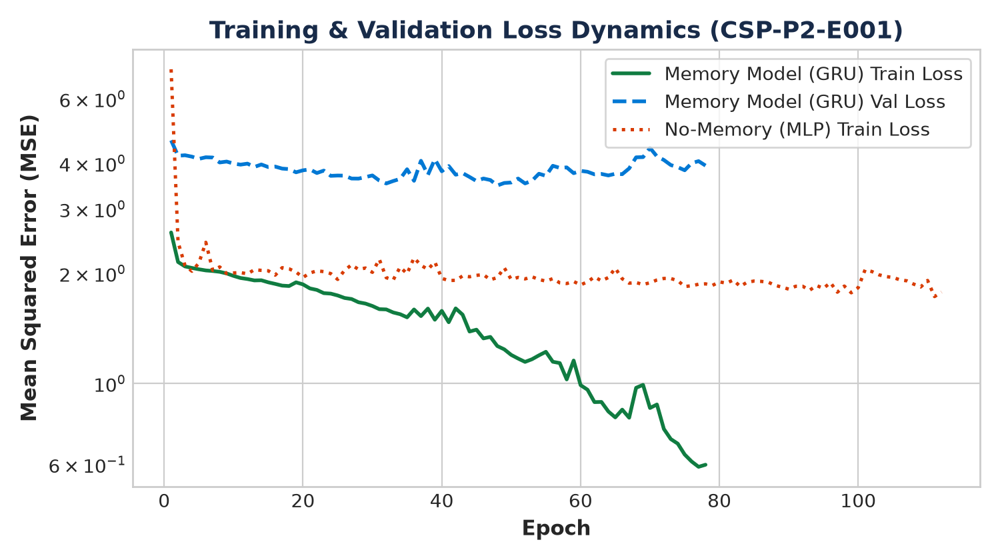 Training & Validation Loss Dynamics (CSP-P2-E001)
Memory Model (GRU) Train Loss
Memory Model (GRU) Val Loss
No-Memory (MLP) Train Loss
Mean Squared Error (MSE)
6 × 10⁰
4 × 10⁰
3 × 10⁰
2 × 10⁰
10⁰
6 × 10⁻¹
0 20 40 60 80 100
Epoch